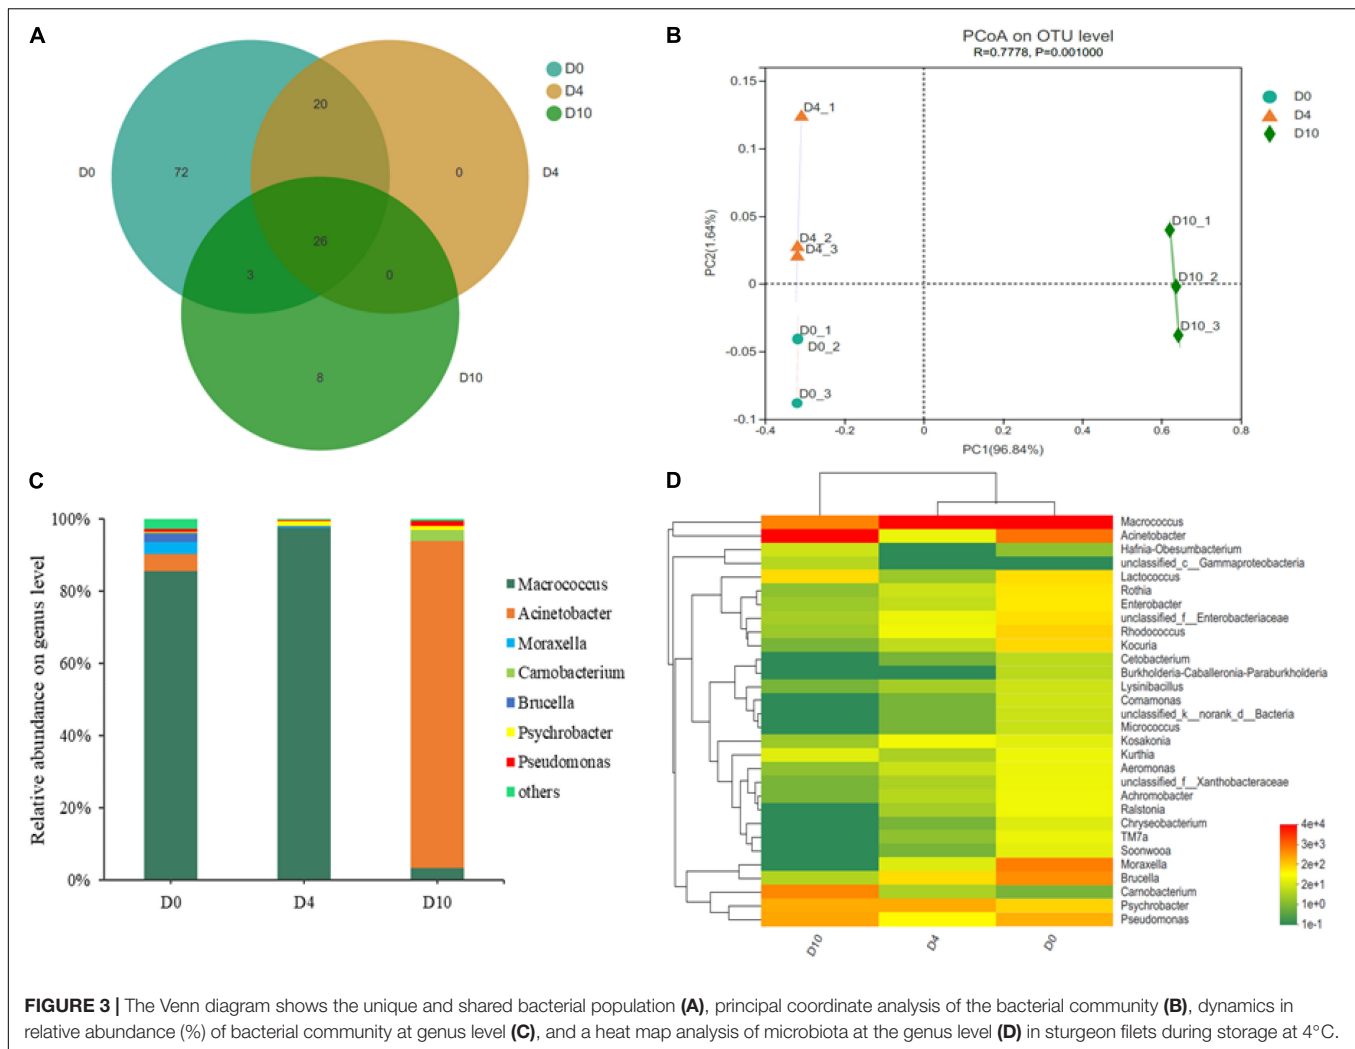 A
D0
D4
D10
20
D0
72
0
D4
26
3
0
8
D10
B
PCoA on OTU level
R=0.7778, P=0.001000
D0
D4
D10
PC2(1.64%)
0.15
0.1
0.05
0
-0.05
-0.1
D4_1
D4_2
D4_3
D0_1
D0_2
D0_3
D10_1
D10_2
D10_3
-0.4 -0.2 0 0.2 0.4 0.6 0.8
PC1(96.84%)
C
Relative abundance on genus level
100%
80%
60%
40%
20%
0%
D0 D4 D10
Macrococcus
Acinetobacter
Moraxella
Carnobacterium
Brucella
Psychrobacter
Pseudomonas
others
D
Macrococcus
Acinetobacter
Hafnia-Obesumbacterium
unclassified_c__Gammaproteobacteria
Lactococcus
Rothia
Enterobacter
unclassified_f__Enterobacteriaceae
Rhodococcus
Kocuria
Cetobacterium
Burkholderia-Caballeronia-Paraburkholderia
Lysinibacillus
Comamonas
unclassified_k__norank_d__Bacteria
Micrococcus
Kosakonia
Kurthia
Aeromonas
unclassified_f__Xanthobacteraceae
Achromobacter
Ralstonia
Chryseobacterium
TM7a
Soonwooa
Moraxella
Brucella
Carnobacterium
Psychrobacter
Pseudomonas
D10 D4 D0
4e+4
3e+3
2e+2
2e+1
1e+0
1e-1
FIGURE 3 | The Venn diagram shows the unique and shared bacterial population (A), principal coordinate analysis of the bacterial community (B), dynamics in
relative abundance (%) of bacterial community at genus level (C), and a heat map analysis of microbiota at the genus level (D) in sturgeon filets during storage at 4°C.